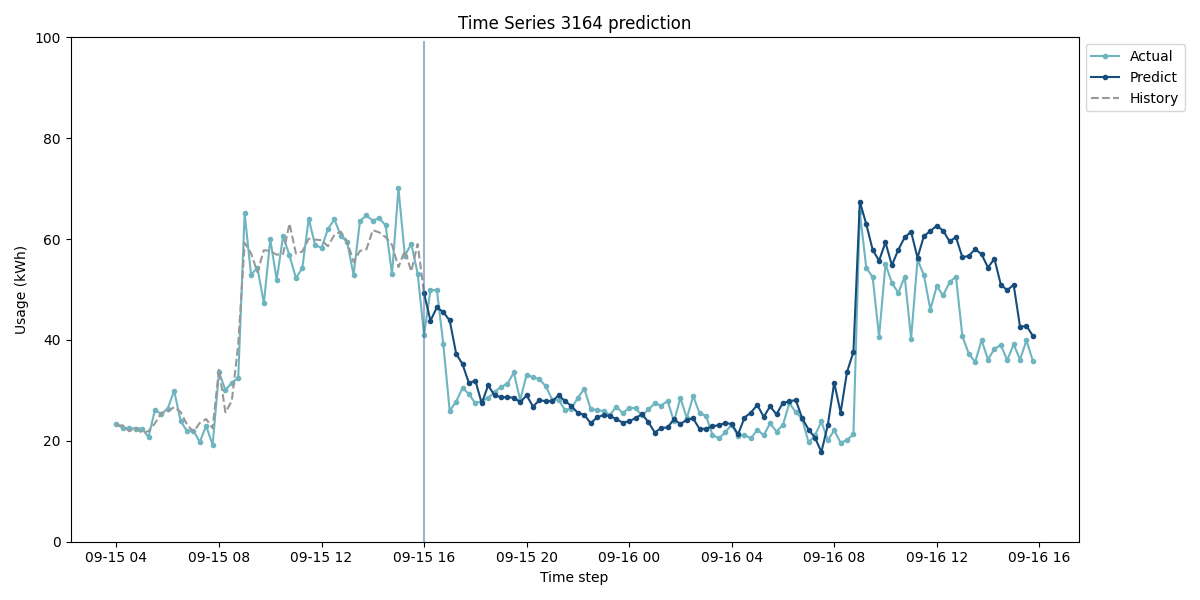 Time Series 3164 prediction
100
80
60
40
20
0
Usage (kWh)
09-15 04
09-15 08
09-15 12
09-15 16
09-15 20
09-16 00
09-16 04
09-16 08
09-16 12
09-16 16
Time step
Actual
Predict
History